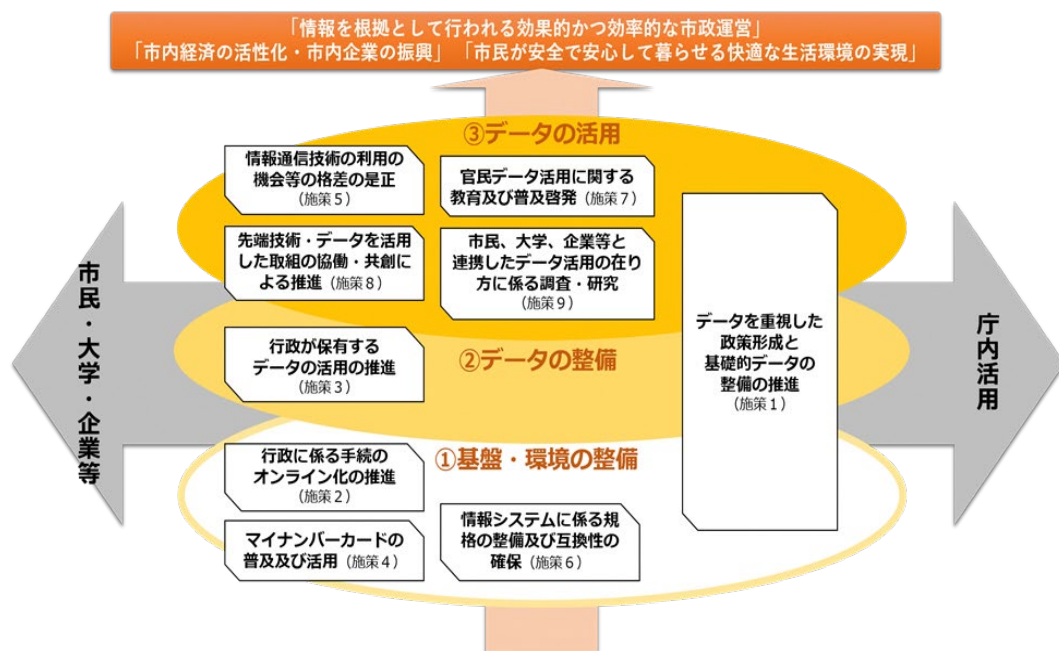 「情報を根拠として行われる効果的かつ効率的な市政運営」
「市内経済の活性化・市内企業の振興」 「市民が安全で安心して暮らせる快適な生活環境の実現」
③データの活用
情報通信技術の利用の
機会等の格差の是正
(施策5)
官民データ活用に関する
教育及び普及啓発 (施策7)
先端技術・データを活用
した取組の協働・共創に
よる推進 (施策8)
市民、大学、企業等と
連携したデータ活用の在り
方に係る調査・研究
(施策9)
市民・大学・企業等
データを重視した
政策形成と
基礎的データの
整備の推進
(施策1)
庁内活用
行政が保有する
データの活用の推進
(施策3)
②データの整備
①基盤・環境の整備
行政に係る手続の
オンライン化の推進
(施策2)
マイナンバーカードの
普及及び活用 (施策4)
情報システムに係る規
格の整備及び互換性の
確保 (施策6)